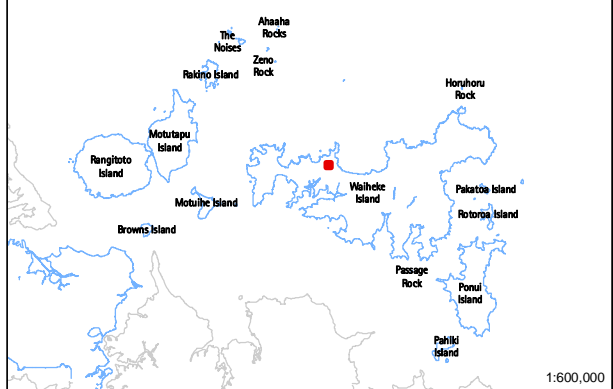 Ahaaha
Rocks
The
Noises
Zeno
Rock
Rakino Island
Horuhoru
Rock
Motutapu
Island
Rangitoto
Island
Waiheke
Island
Pakatoa Island
Motuihe Island
Rotoroa Island
Browns Island
Passage
Rock
Ponui
Island
Pahiki
Island
1:600,000